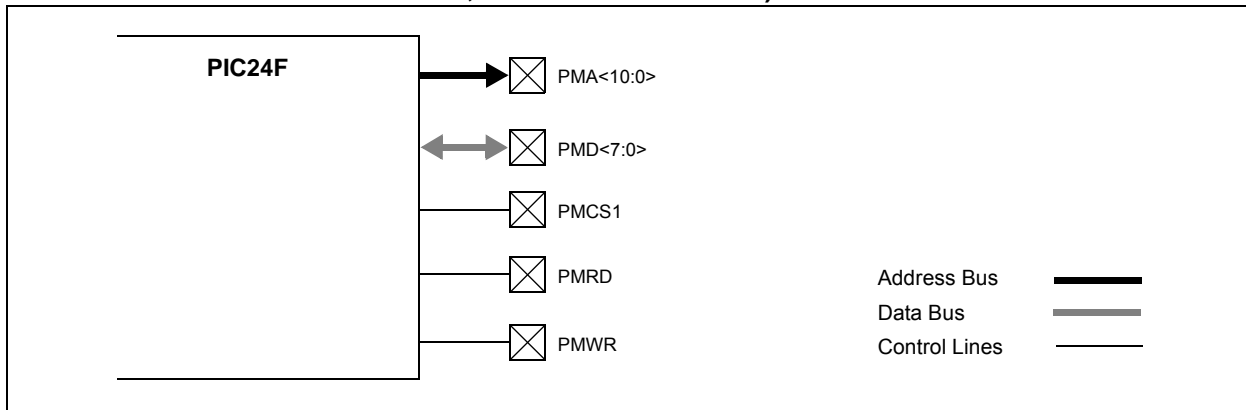 PIC24F
PMA<10:0>
PMD<7:0>
PMCS1
PMRD
PMWR
Address Bus
Data Bus
Control Lines